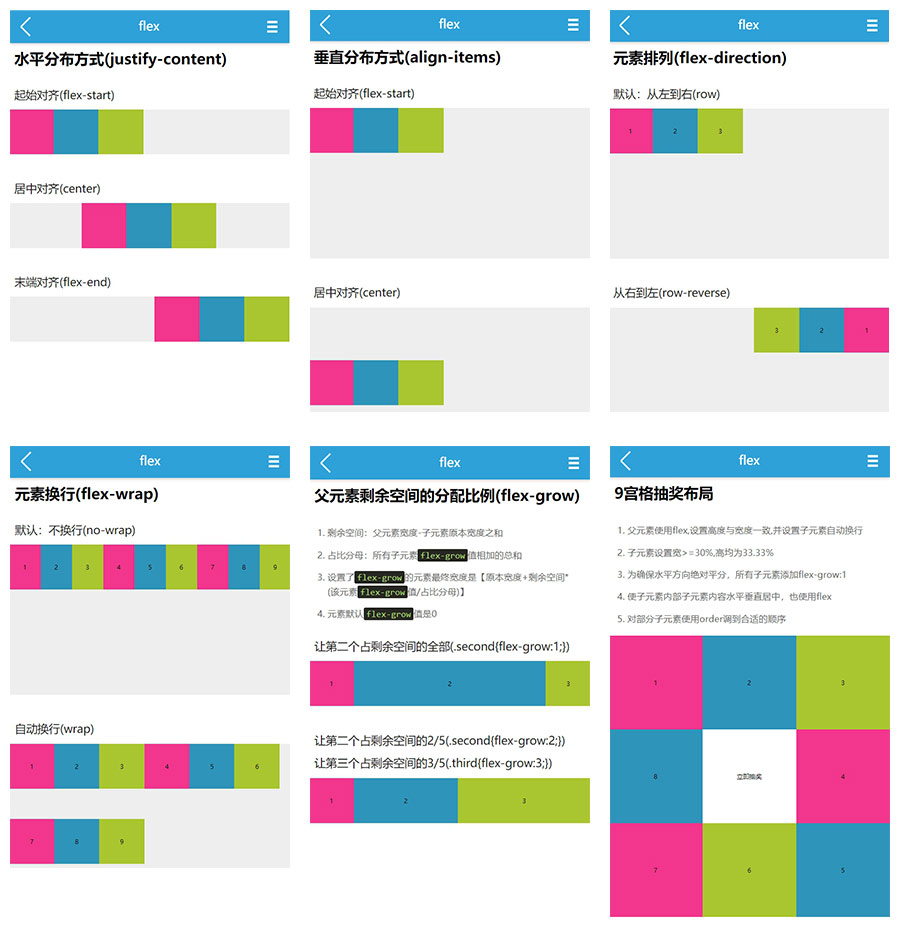 flex
水平分布方式(justify-content)
起始对齐(flex-start)
居中对齐(center)
末端对齐(flex-end)
flex
垂直分布方式(align-items)
起始对齐(flex-start)
居中对齐(center)
flex
元素排列(flex-direction)
默认：从左到右(row)
1 2 3
从右到左(row-reverse)
3 2 1
flex
元素换行(flex-wrap)
默认：不换行(no-wrap)
1 2 3 4 5 6 7 8 9
自动换行(wrap)
1 2 3 4 5 6
7 8 9
flex
父元素剩余空间的分配比例(flex-grow)
1. 剩余空间：父元素宽度-子元素原本宽度之和
2. 占比分母：所有子元素flex-grow值相加的总和
3. 设置了flex-grow的元素最终宽度是【原本宽度+剩余空间*
(该元素flex-grow值/占比分母)】
4. 元素默认flex-grow值是0
让第二个占剩余空间的全部(.second{flex-grow:1;})
1 2 3
让第二个占剩余空间的2/5(.second{flex-grow:2;})
让第三个占剩余空间的3/5(.third{flex-grow:3;})
1 2 3
flex
9宫格抽奖布局
1. 父元素使用flex,设置高度与宽度一致,并设置子元素自动换行
2. 子元素设置宽>=30%,高均为33.33%
3. 为确保水平方向绝对平分，所有子元素添加flex-grow:1
4. 使子元素内部子元素内容水平垂直居中，也使用flex
5. 对部分子元素使用order调到合适的顺序
1 2 3
8 立即抽奖 4
7 6 5